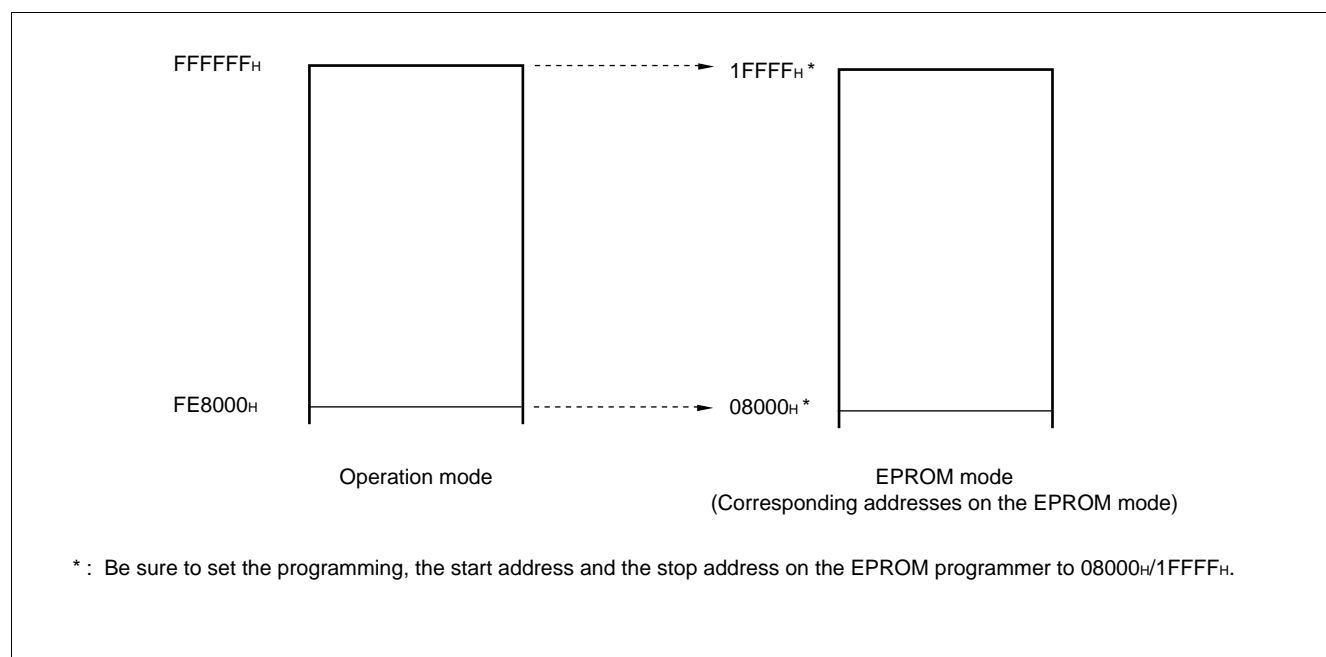 FFFFFFH 1FFFFH *
FE8000H 08000H *
Operation mode EPROM mode
(Corresponding addresses on the EPROM mode)
* : Be sure to set the programming, the start address and the stop address on the EPROM programmer to 08000H/1FFFFH.